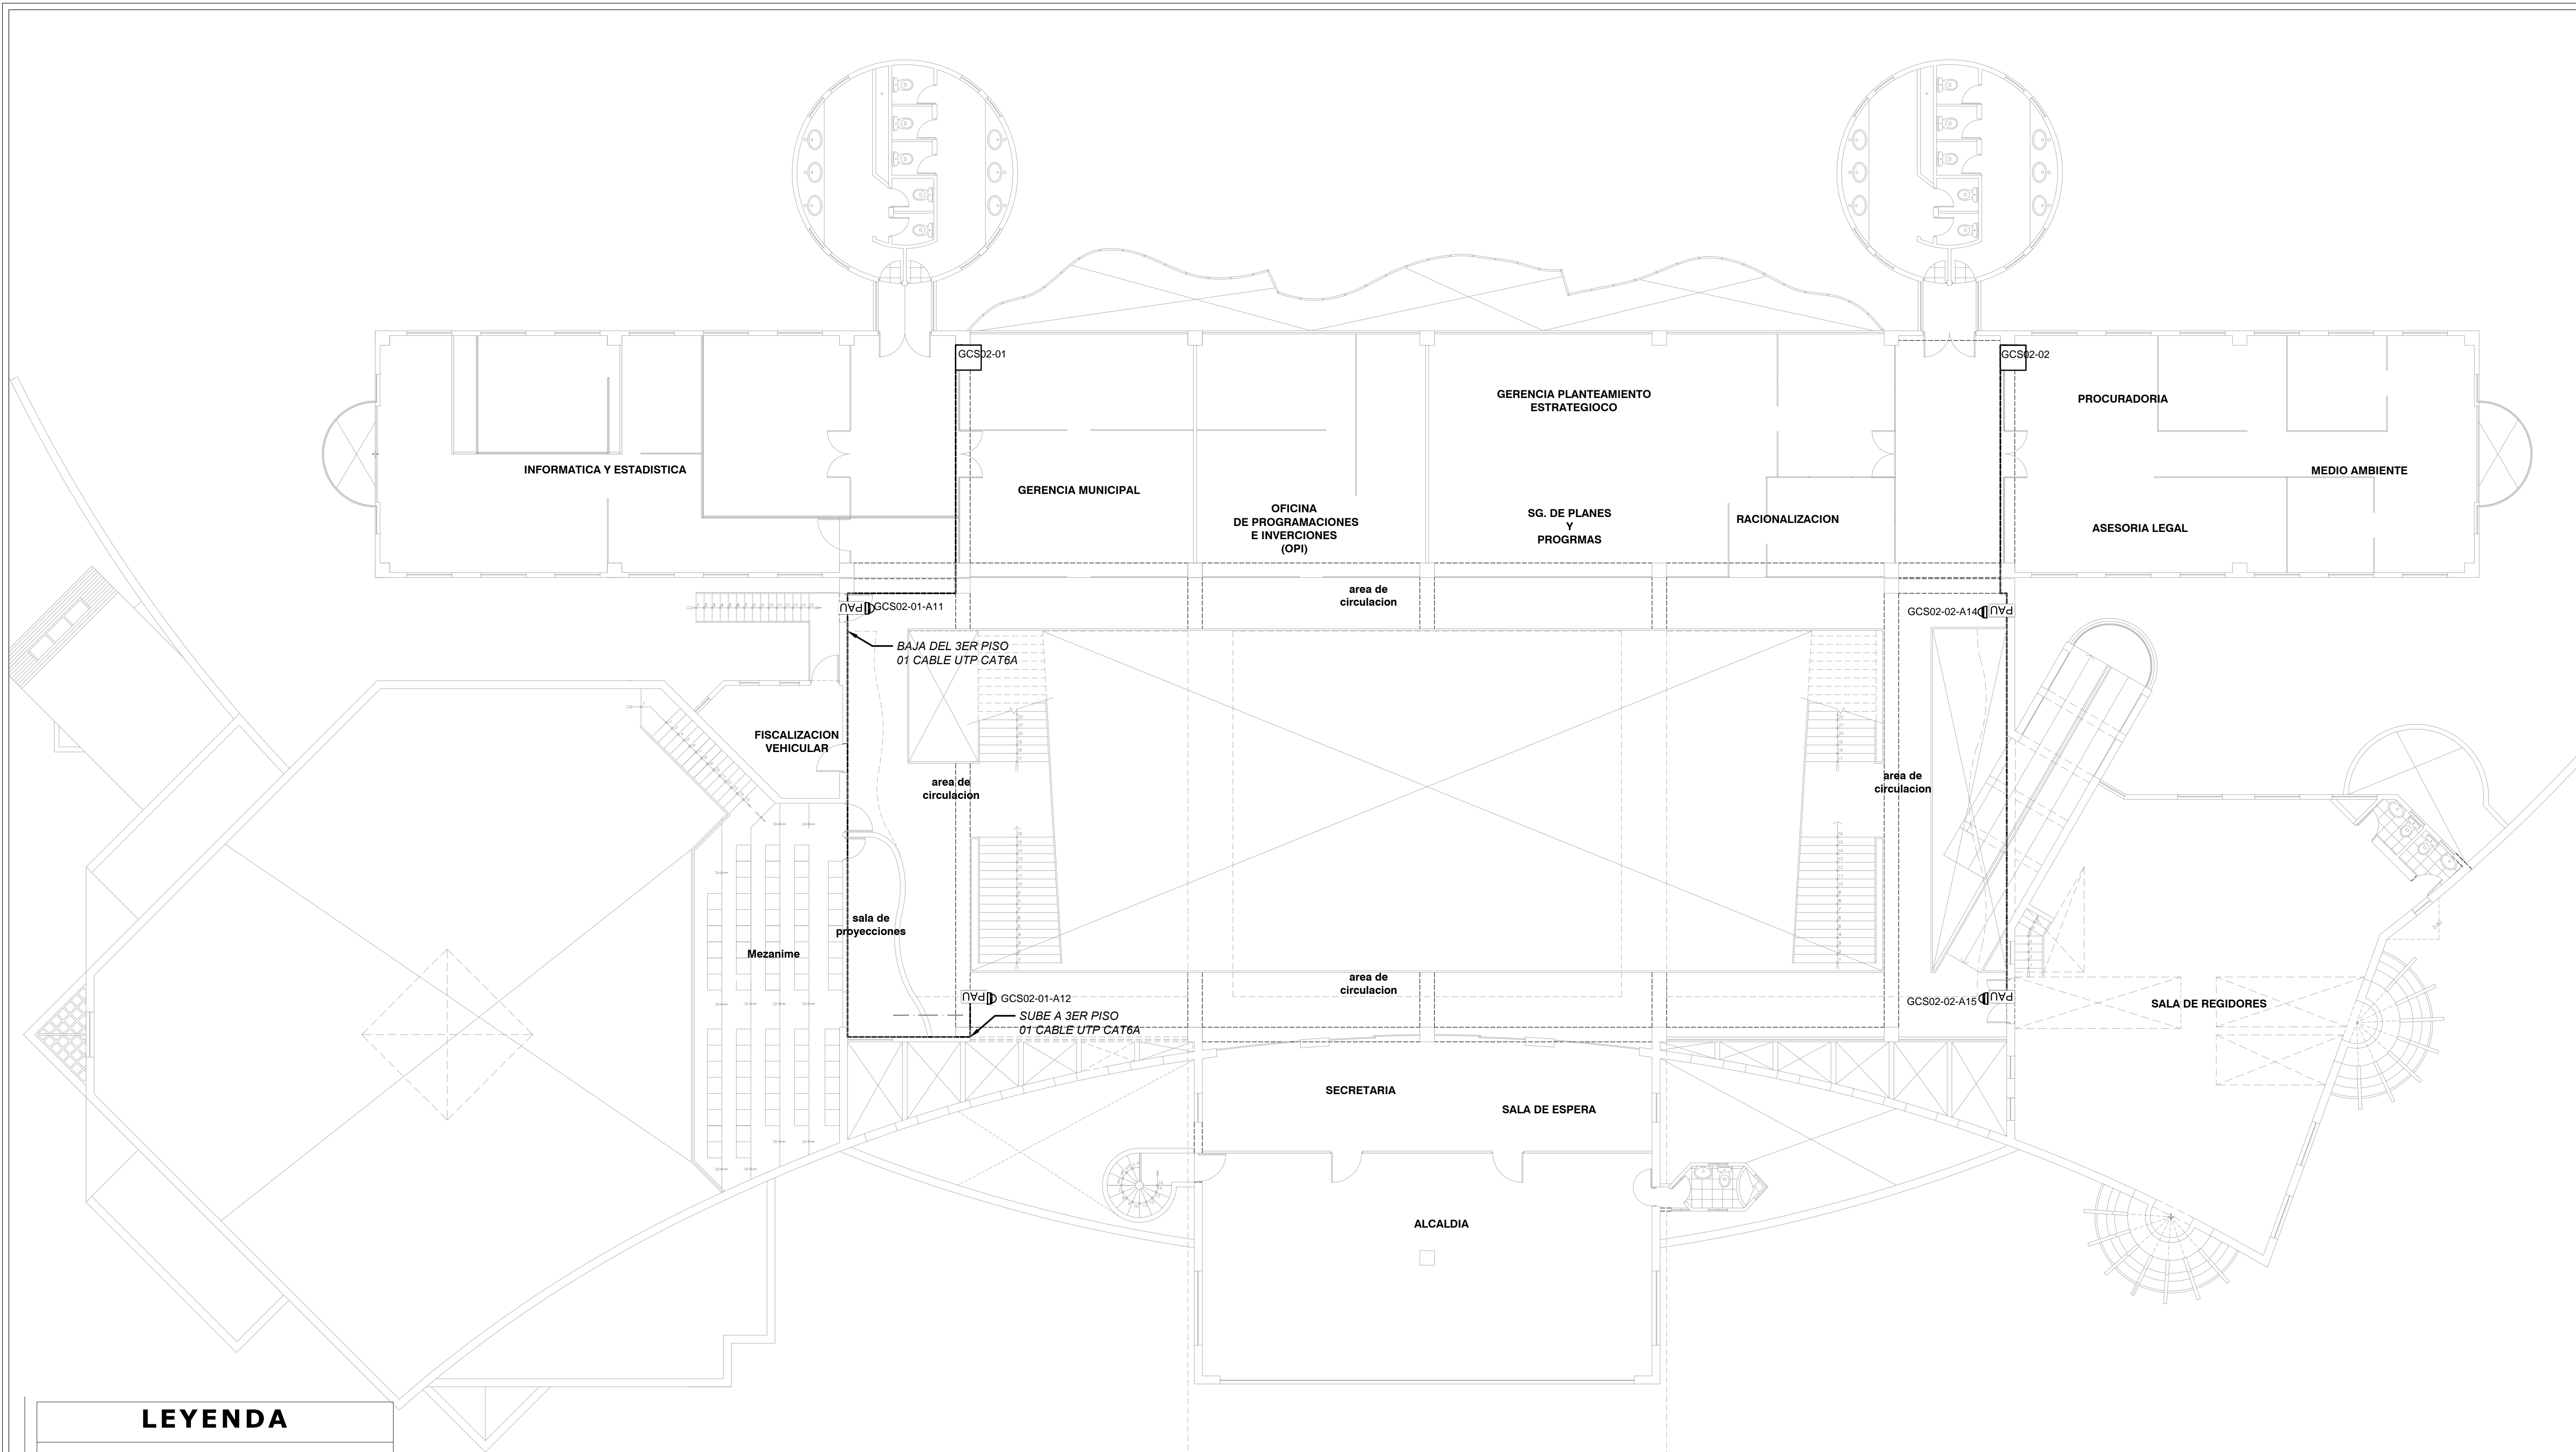 GCS02-01
GCS02-02
GERENCIA PLANTEAMIENTO
ESTRATEGIOCO
PROCURADORIA
INFORMATICA Y ESTADISTICA
MEDIO AMBIENTE
GERENCIA MUNICIPAL
OFICINA
DE PROGRAMACIONES
E INVERCIONES
(OPI)
SG. DE PLANES
Y
PROGRMAS
RACIONALIZACION
ASESORIA LEGAL
area de
circulacion
PAU
GCS02-01-A11
GCS02-02-A14
PAU
BAJA DEL 3ER PISO
01 CABLE UTP CAT6A
FISCALIZACION
VEHICULAR
area de
circulacion
area de
circulacion
sala de
proyecciones
Mezanime
area de
circulacion
PAU
GCS02-01-A12
GCS02-02-A15
PAU
SALA DE REGIDORES
SUBE A 3ER PISO
01 CABLE UTP CAT6A
SECRETARIA
SALA DE ESPERA
ALCALDIA
LEYENDA